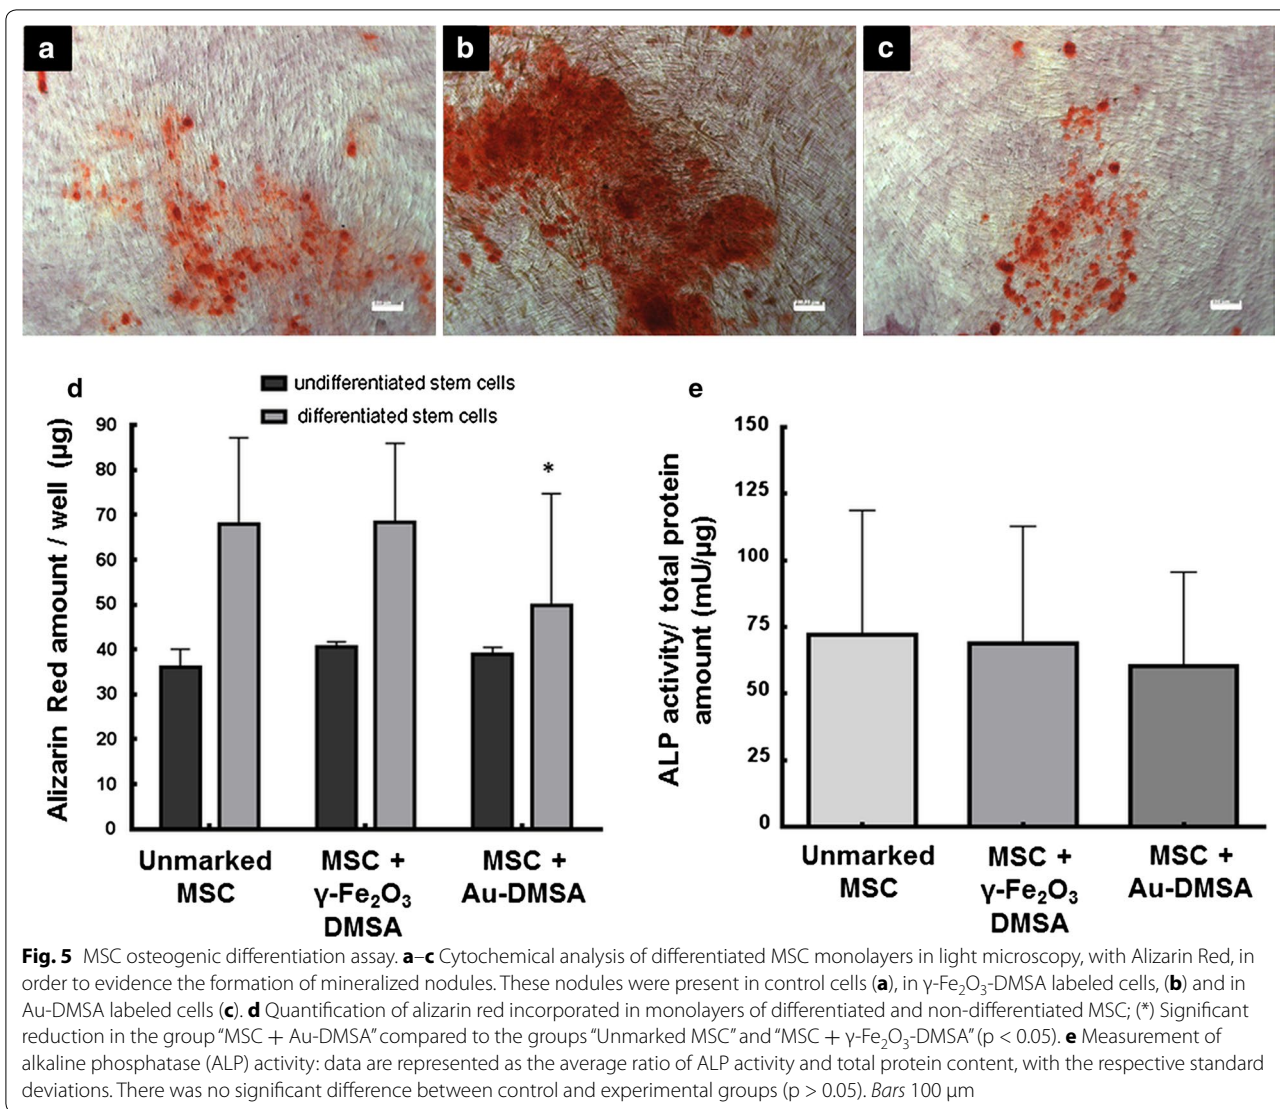 a
b
c
d
undifferentiated stem cells
differentiated stem cells
Alizarin Red amount / well (µg)
90
80
70
60
50
40
30
20
10
0
*
Unmarked
MSC
MSC +
γ-Fe₂O₃
DMSA
MSC +
Au-DMSA
e
ALP activity/ total protein
amount (mU/µg)
150
125
100
75
50
25
0
Unmarked
MSC
MSC +
γ-Fe₂O₃
DMSA
MSC +
Au-DMSA
Fig. 5 MSC osteogenic differentiation assay. a–c Cytochemical analysis of differentiated MSC monolayers in light microscopy, with Alizarin Red, in
order to evidence the formation of mineralized nodules. These nodules were present in control cells (a), in γ-Fe₂O₃-DMSA labeled cells, (b) and in
Au-DMSA labeled cells (c). d Quantification of alizarin red incorporated in monolayers of differentiated and non-differentiated MSC; (*) Significant
reduction in the group “MSC + Au-DMSA” compared to the groups “Unmarked MSC” and “MSC + γ-Fe₂O₃-DMSA” (p < 0.05). e Measurement of
alkaline phosphatase (ALP) activity: data are represented as the average ratio of ALP activity and total protein content, with the respective standard
deviations. There was no significant difference between control and experimental groups (p > 0.05). Bars 100 µm